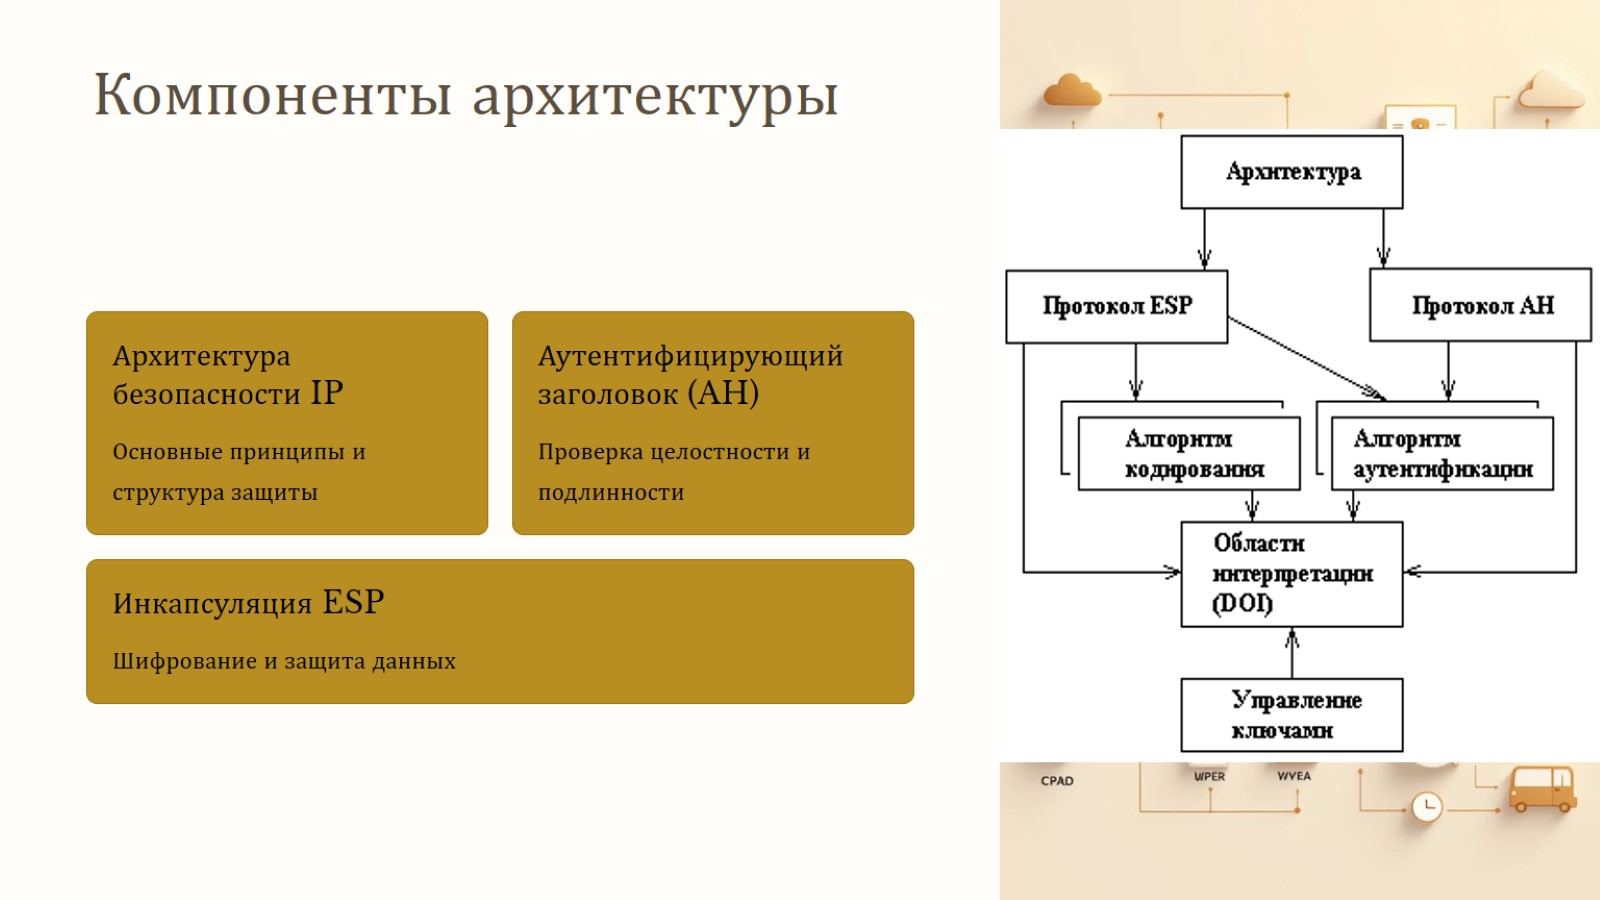 Компоненты архитектуры
Архитектура
безопасности IP
Основные принципы и
структура защиты
Аутентифицирующий
заголовок (AH)
Проверка целостности и
подлинности
Инкапсуляция ESP
Шифрование и защита данных
Архитектура
Протокол ESP
Протокол AH
Алгоритм
кодирования
Алгоритм
аутентификации
Области
интерпретации
(DOI)
Управление
ключами
CPAD
WPER
WVEA